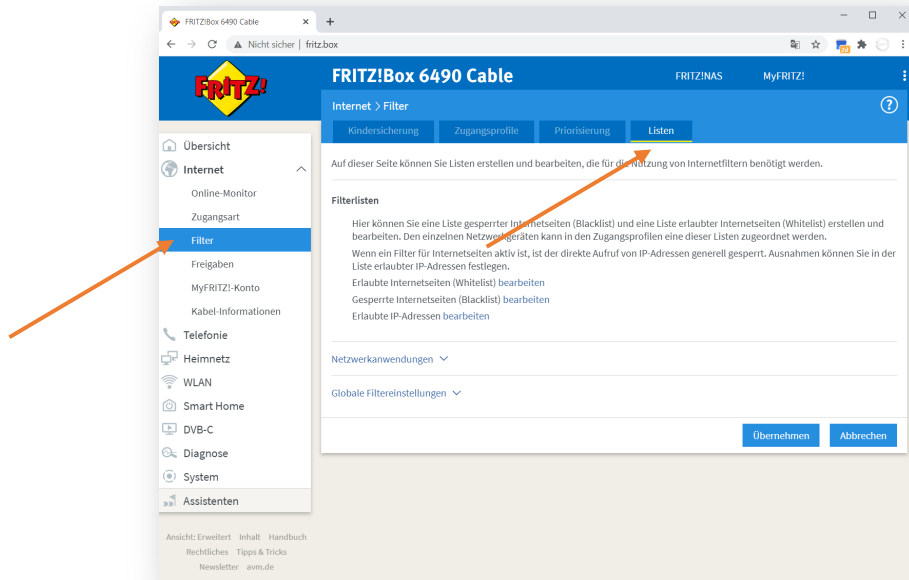 FRITZ!Box 6490 Cable
Nicht sicher | fritz.box
FRITZ!
FRITZ!Box 6490 Cable
FRITZ!NAS
MyFRITZ!
Internet > Filter
Kindersicherung
Zugangsprofile
Priorisierung
Listen
Übersicht
Internet
Online-Monitor
Zugangsart
Filter
Freigaben
MyFRITZ!-Konto
Kabel-Informationen
Telefonie
Heimnetz
WLAN
Smart Home
DVB-C
Diagnose
System
Assistenten
Ansicht: Erweitert Inhalt Handbuch
Rechtliches Tipps & Tricks
Newsletter avm.de
Auf dieser Seite können Sie Listen erstellen und bearbeiten, die für die Nutzung von Internetfiltern benötigt werden.
Filterlisten
Hier können Sie eine Liste gesperrter Internetseiten (Blacklist) und eine Liste erlaubter Internetseiten (Whitelist) erstellen und
bearbeiten. Den einzelnen Netzwerkgeräten kann in den Zugangsprofilen eine dieser Listen zugeordnet werden.
Wenn ein Filter für Internetseiten aktiv ist, ist der direkte Aufruf von IP-Adressen generell gesperrt. Ausnahmen können Sie in der
Liste erlaubter IP-Adressen festlegen.
Erlaubte Internetseiten (Whitelist) bearbeiten
Gesperrte Internetseiten (Blacklist) bearbeiten
Erlaubte IP-Adressen bearbeiten
Netzwerkanwendungen
Globale Filtereinstellungen
Übernehmen
Abbrechen